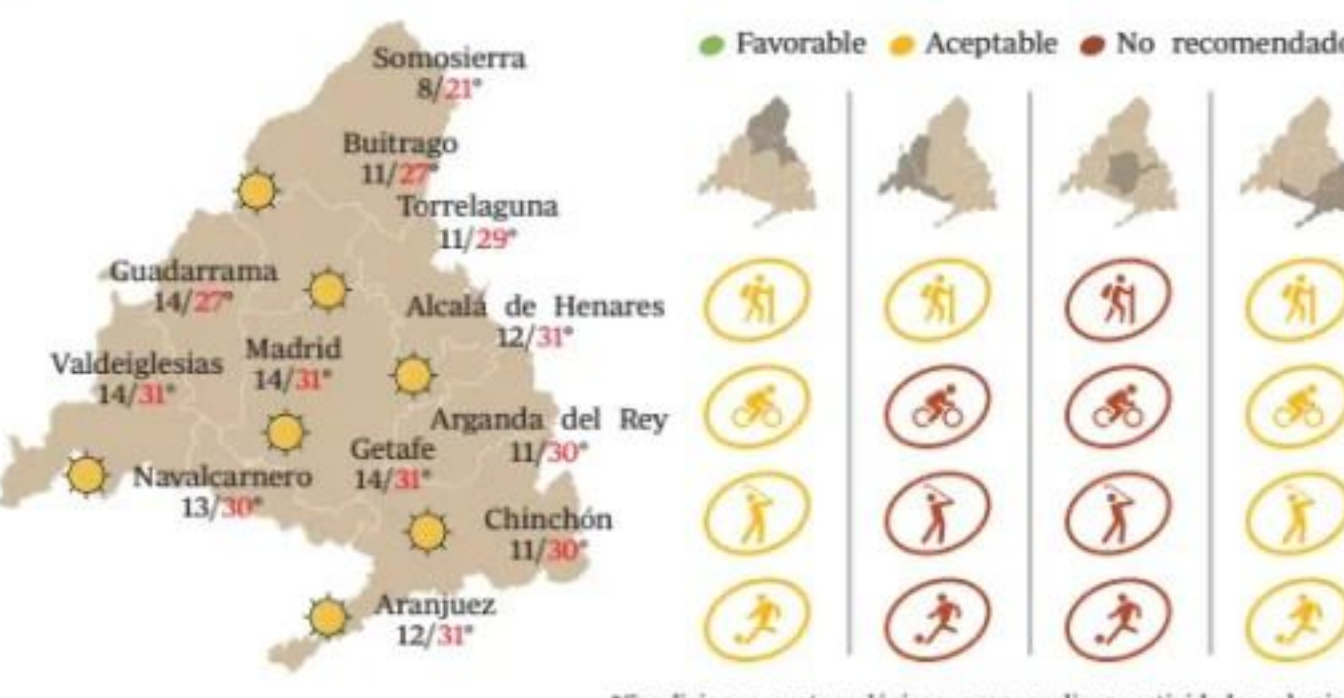 Somosierra
8/21°
Buitrago
11/27°
Torrelaguna
11/29°
Guadarrama
14/27°
Alcalá de Henares
12/31°
Valdeiglesias
14/31°
Madrid
14/31°
Arganda del Rey
11/30°
Getafe
14/31°
Navalcarnero
13/30°
Chinchón
11/30°
Aranjuez
12/31°
Favorable Aceptable No recomendado